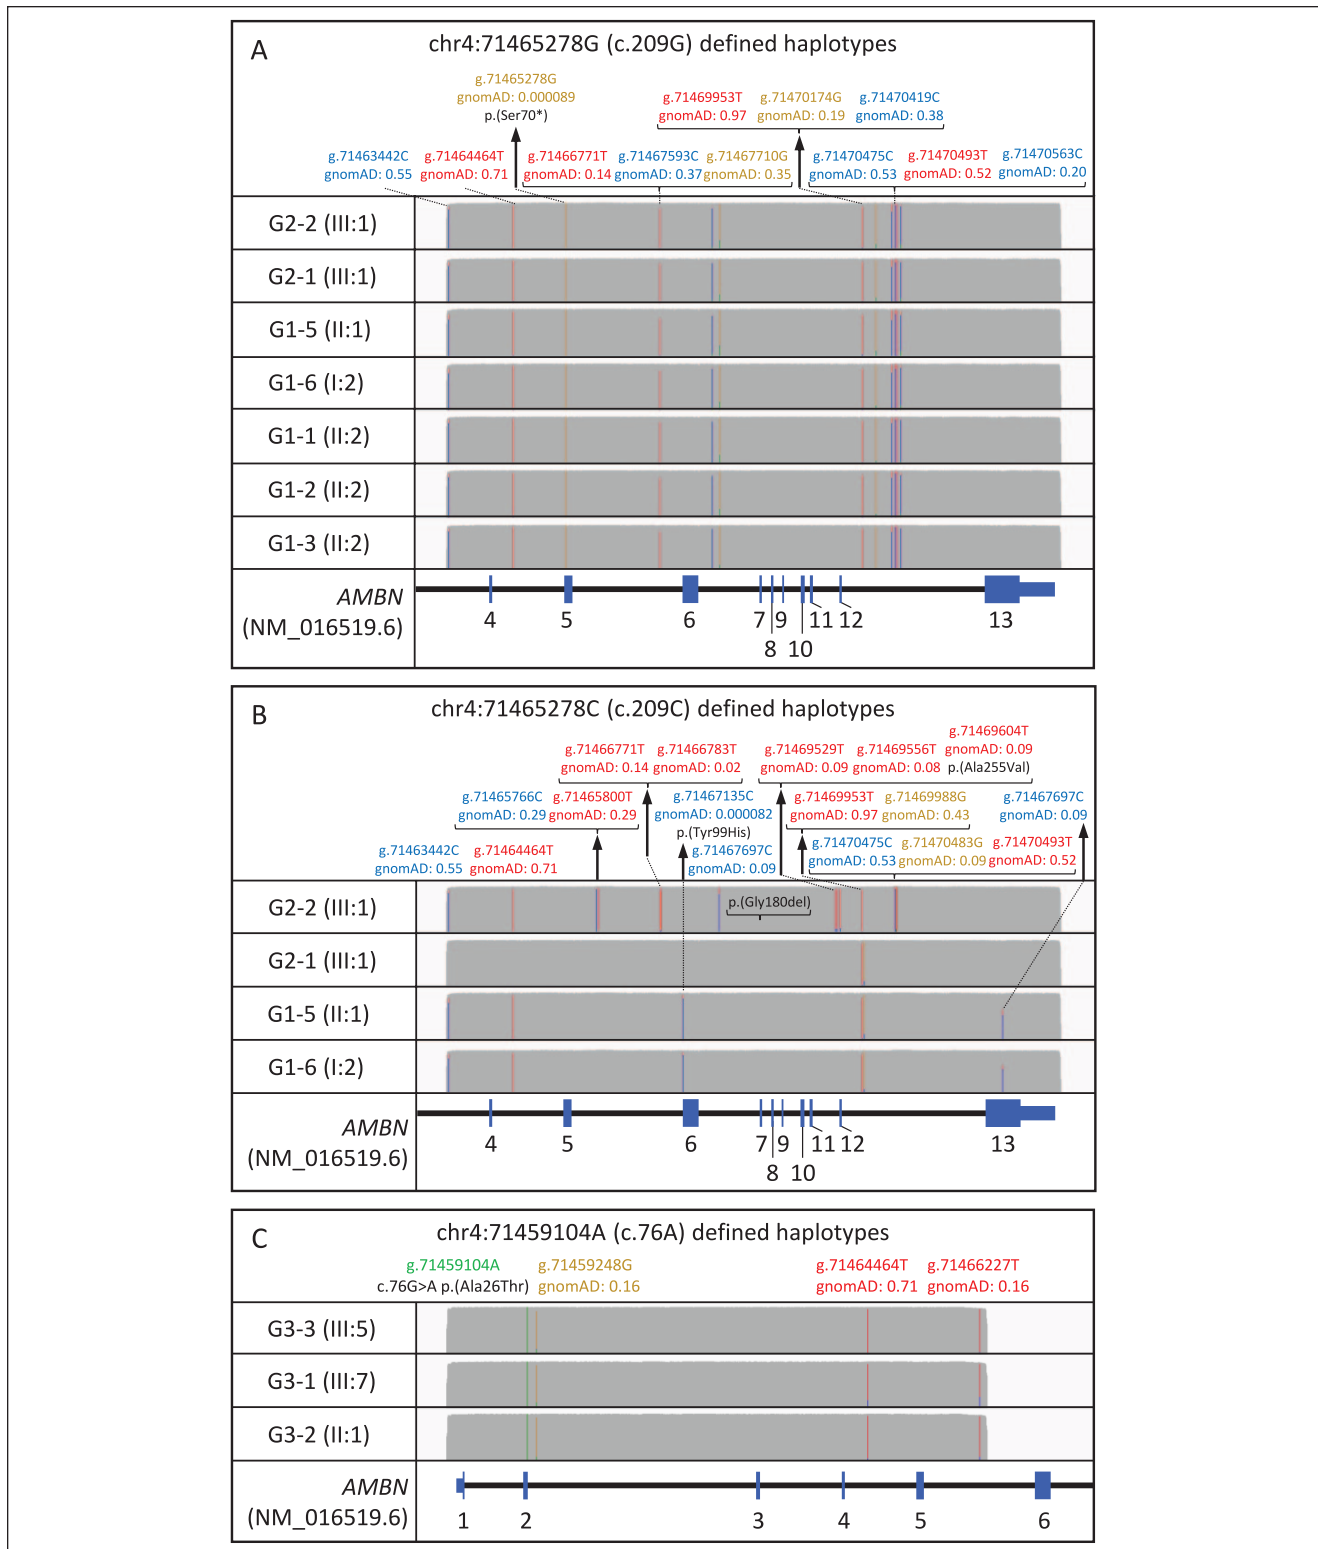 A
chr4:71465278G (c.209G) defined haplotypes
g.71465278G
gnomAD: 0.000089
p.(Ser70*)
g.71469953T g.71470174G g.71470419C
gnomAD: 0.97 gnomAD: 0.19 gnomAD: 0.38
g.71463442C g.71464464T g.71466771T g.71467593C g.71467710G g.71470475C g.71470493T g.71470563C
gnomAD: 0.55 gnomAD: 0.71 gnomAD: 0.14 gnomAD: 0.37 gnomAD: 0.35 gnomAD: 0.53 gnomAD: 0.52 gnomAD: 0.20
G2-2 (III:1)
G2-1 (III:1)
G1-5 (II:1)
G1-6 (I:2)
G1-1 (II:2)
G1-2 (II:2)
G1-3 (II:2)
AMBN
(NM_016519.6)
4 5 6 7 9 11 12 13
8 10
B
chr4:71465278C (c.209C) defined haplotypes
g.71469604T
gnomAD: 0.09
p.(Ala255Val)
g.71466771T g.71466783T g.71469529T g.71469556T
gnomAD: 0.14 gnomAD: 0.02 gnomAD: 0.09 gnomAD: 0.08
g.71465766C g.71465800T g.71467135C g.71469953T g.71469988G g.71467697C
gnomAD: 0.29 gnomAD: 0.29 gnomAD: 0.000082 gnomAD: 0.97 gnomAD: 0.43 gnomAD: 0.09
p.(Tyr99His)
g.71463442C g.71464464T g.71467697C g.71470475C g.71470483G g.71470493T
gnomAD: 0.55 gnomAD: 0.71 gnomAD: 0.09 gnomAD: 0.53 gnomAD: 0.09 gnomAD: 0.52
G2-2 (III:1)
p.(Gly180del)
G2-1 (III:1)
G1-5 (II:1)
G1-6 (I:2)
AMBN
(NM_016519.6)
4 5 6 7 9 11 12 13
8 10
C
chr4:71459104A (c.76A) defined haplotypes
g.71459104A g.71459248G g.71464464T g.71466227T
c.76G>A p.(Ala26Thr) gnomAD: 0.16 gnomAD: 0.71 gnomAD: 0.16
G3-3 (III:5)
G3-1 (III:7)
G3-2 (II:1)
AMBN
(NM_016519.6)
1 2 3 4 5 6